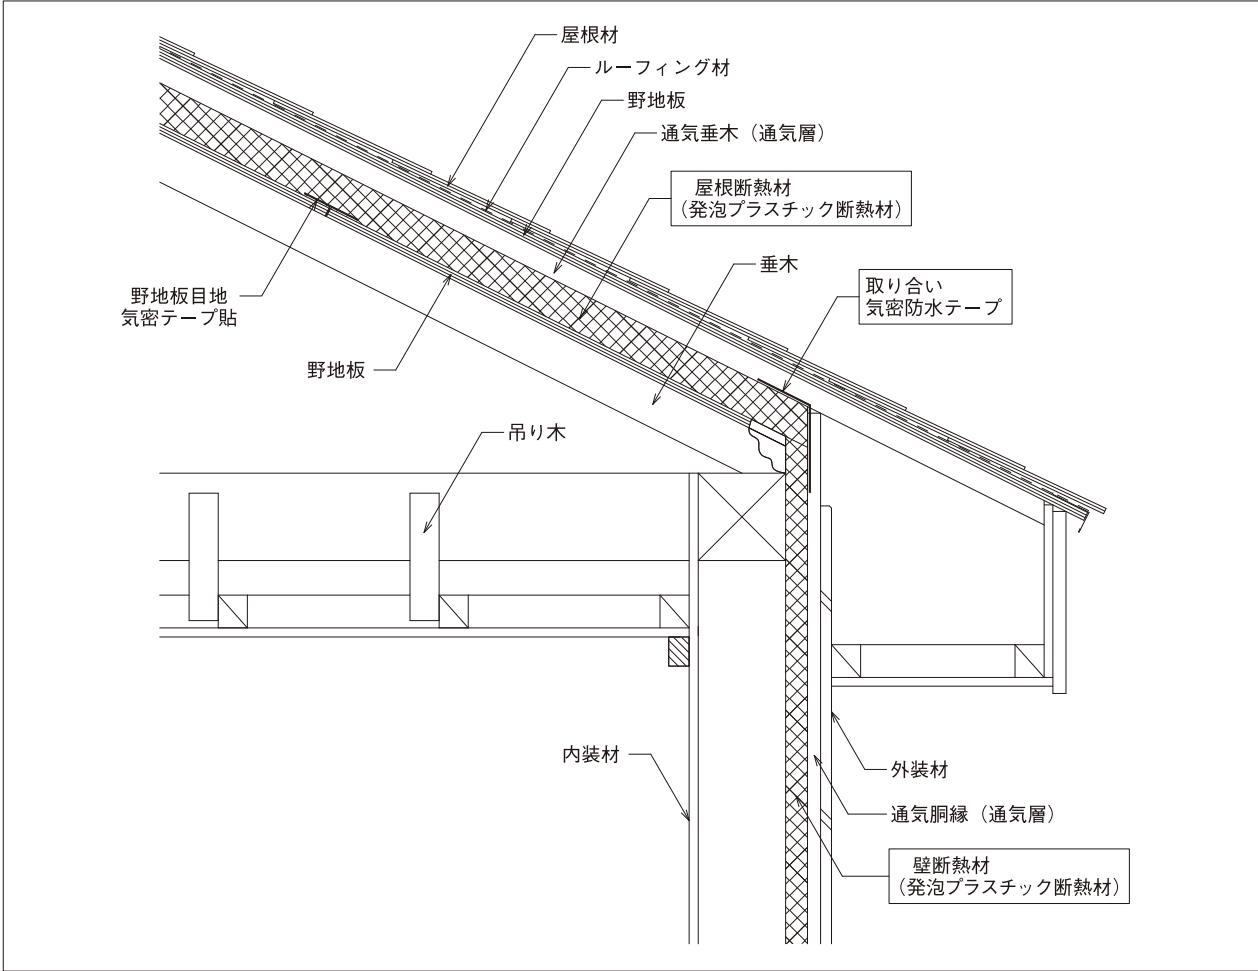 屋根材
ルーフィング材
野地板
通気垂木（通気層）
屋根断熱材
（発泡プラスチック断熱材）
垂木
取り合い
気密防水テープ
野地板目地
気密テープ貼
野地板
吊り木
内装材
外装材
通気胴縁（通気層）
壁断熱材
（発泡プラスチック断熱材）